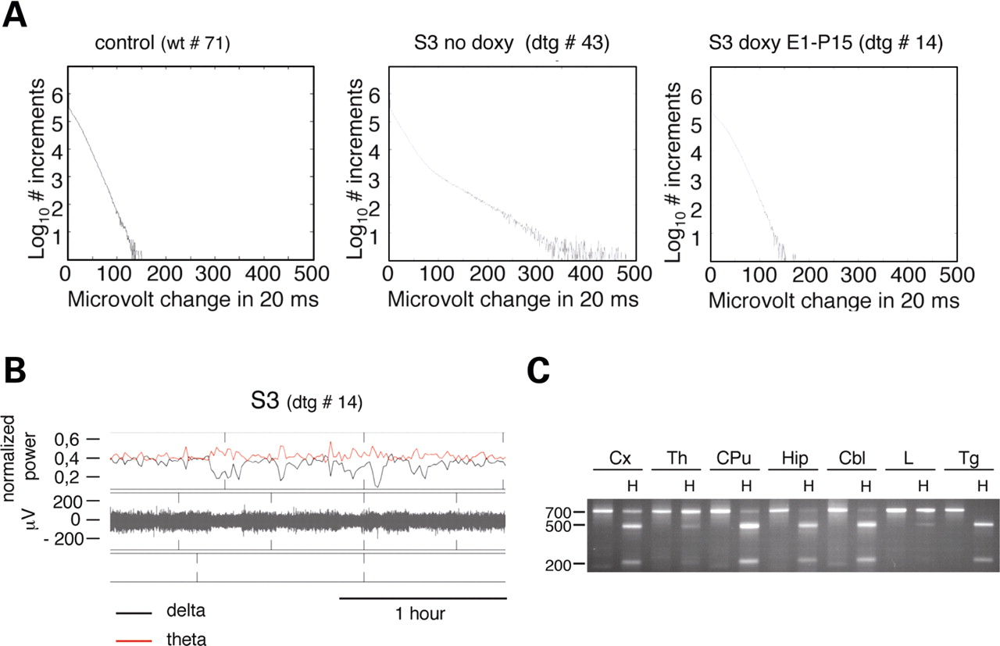 A
control (wt # 71)
S3 no doxy (dtg # 43)
S3 doxy E1-P15 (dtg # 14)
Log10 # increments
6
5
4
3
2
1
0 100 200 300 400 500
Microvolt change in 20 ms
Log10 # increments
6
5
4
3
2
1
0 100 200 300 400 500
Microvolt change in 20 ms
Log10 # increments
6
5
4
3
2
1
0 100 200 300 400 500
Microvolt change in 20 ms
B
S3 (dtg # 14)
normalized
power
0,6
0,4
0,2
µV
200
0
- 200
1 hour
delta
theta
C
Cx Th CPu Hip Cbl L Tg
H H H H H H H
700
500
200